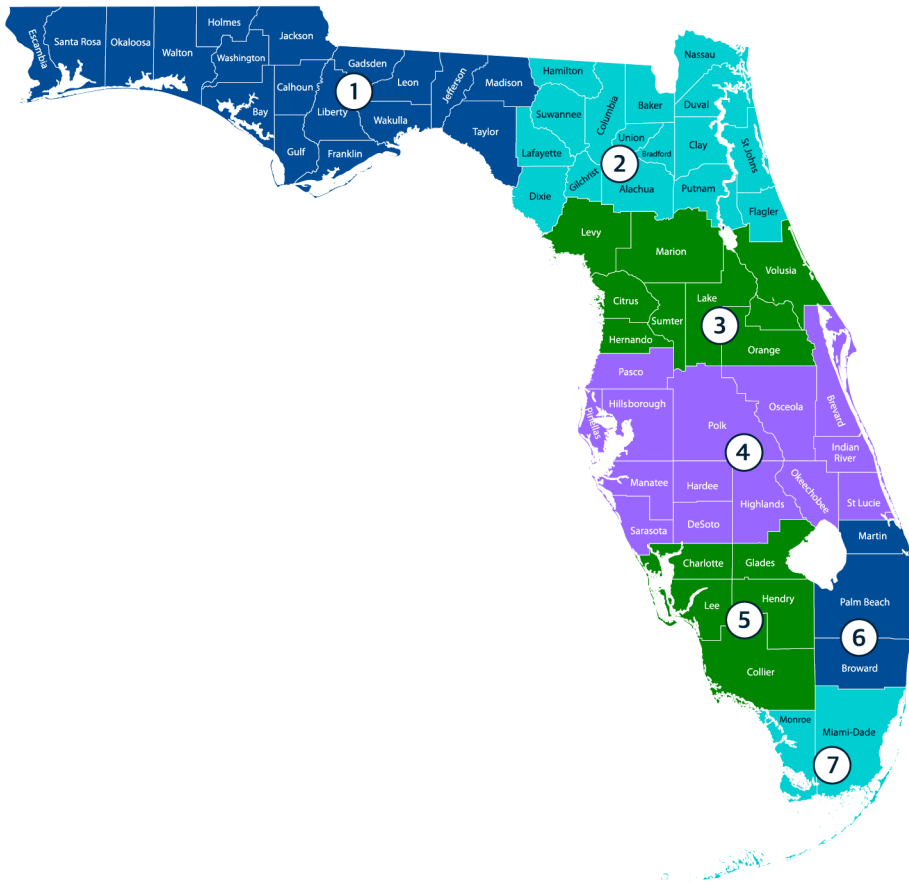 Holmes
Jackson
Escambia
Santa Rosa
Okaloosa
Walton
Washington
Gadsden
Calhoun
1
Leon
Jefferson
Madison
Bay
Liberty
Wakulla
Taylor
Gulf
Franklin
Nassau
Hamilton
Columbia
Baker
Duval
Suwannee
Union
Lafayette
Bradford
Clay
St Johns
2
Gilchrist
Alachua
Putnam
Dixie
Flagler
Levy
Marion
Volusia
Citrus
Lake
Sumter
3
Hernando
Orange
Pasco
Hillsborough
Pinellas
Osceola
Brevard
Polk
4
Indian
River
Manatee
Hardee
Okeechobee
Highlands
St Lucie
Sarasota
DeSoto
Martin
Charlotte
Glades
Lee
Hendry
5
Palm Beach
6
Collier
Broward
Monroe
Miami-Dade
7